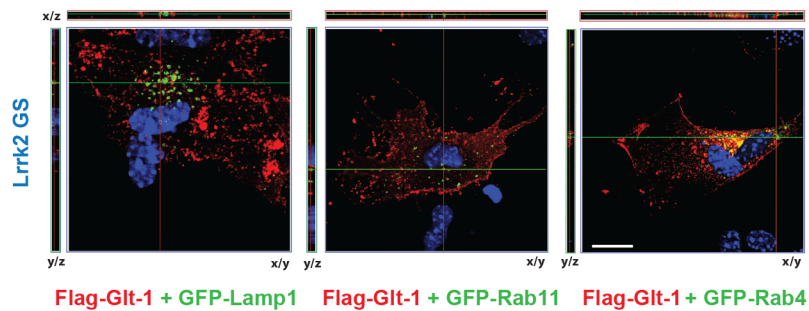 x/z
Lrrk2 GS
y/z x/y y/z x/y y/z x/y
Flag-Glt-1 + GFP-Lamp1 Flag-Glt-1 + GFP-Rab11 Flag-Glt-1 + GFP-Rab4